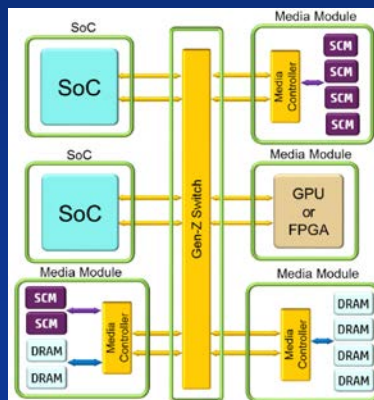 SoC
SoC
SoC
SoC
Media Module
SCM
SCM
DRAM
DRAM
Media
Controller
Gen-Z Switch
Media Module
Media
Controller
SCM
SCM
SCM
SCM
Media Module
GPU
or
FPGA
Media Module
Media
Controller
DRAM
DRAM
DRAM
DRAM